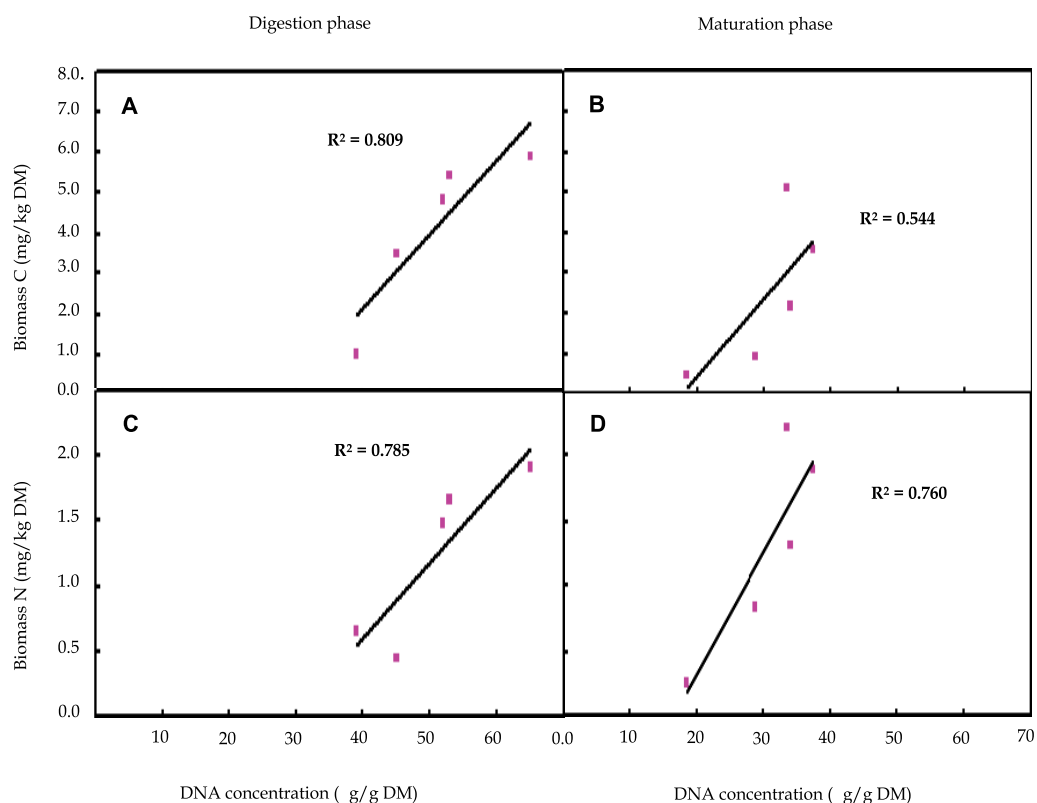 Digestion phase
Maturation phase
8.0.
7.0
6.0
5.0
4.0
3.0
2.0
1.0
0.0
Biomass C (mg/kg DM)
A
R² = 0.809
B
R² = 0.544
2.0
1.5
1.0
0.5
0.0
Biomass N (mg/kg DM)
C
R² = 0.785
D
R² = 0.760
10 20 30 40 50 60 0.0 10 20 30 40 50 60 70
DNA concentration ( g/g DM)
DNA concentration ( g/g DM)